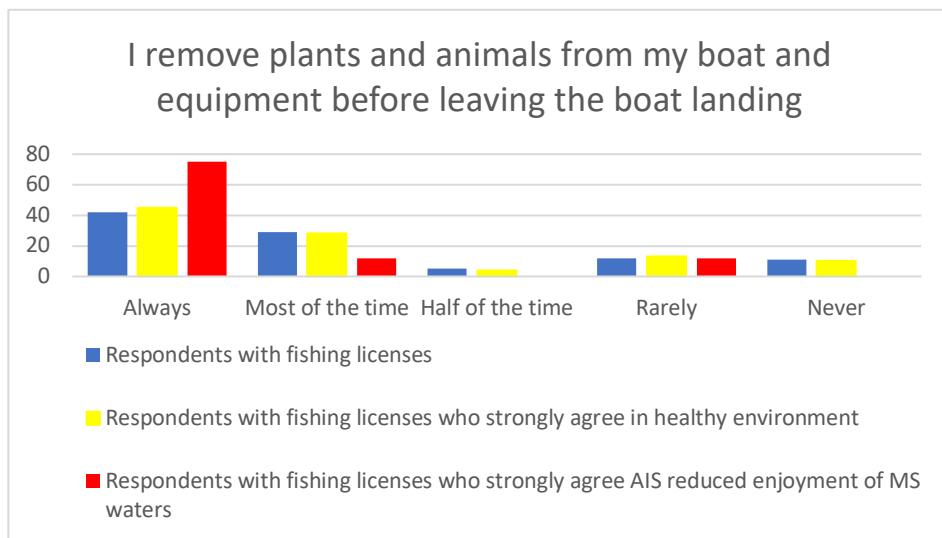 I remove plants and animals from my boat and
equipment before leaving the boat landing
80
60
40
20
0
Always Most of the time Half of the time Rarely Never
Respondents with fishing licenses
Respondents with fishing licenses who strongly agree in healthy environment
Respondents with fishing licenses who strongly agree AIS reduced enjoyment of MS
waters